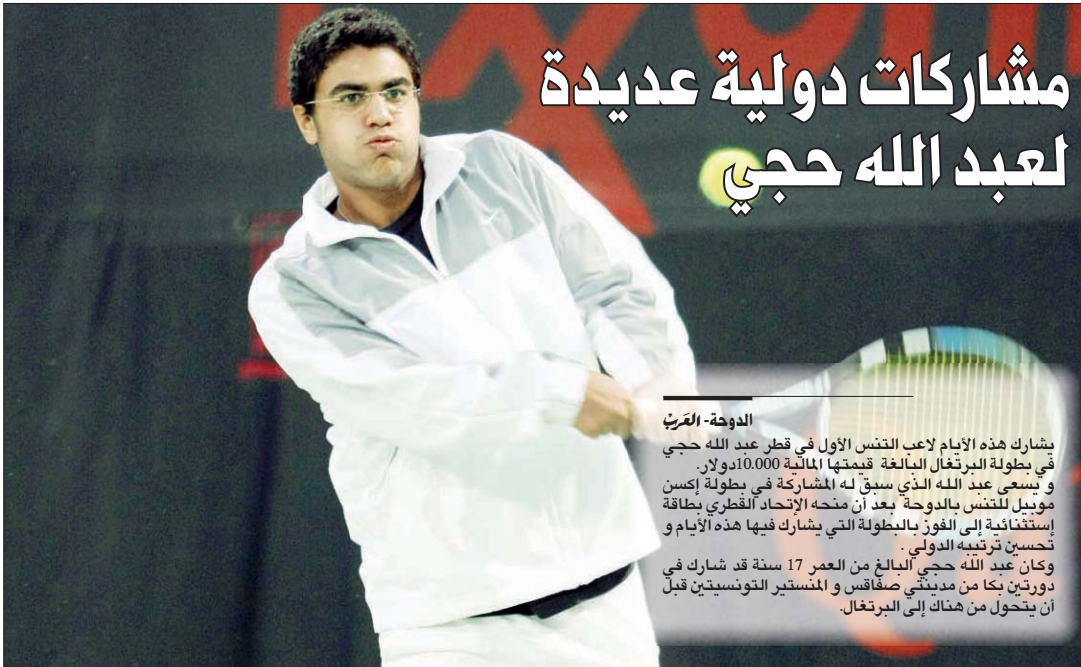 مشاركات دولية عديدة
لعبد الله حجي
الدوحة- العَربْ
يشارك هذه الأيام لاعب التنس الأول في قطر عبد الله حجي
في بطولة البرتغال البالغة قيمتها المالية 10.000دولار.
و يسعى عبد الله الذي سبق له المشاركة في بطولة إكسن
موبيل للتنس بالدوحة بعد أن منحه الإتحاد القطري بطاقة
إستثنائية إلى الفوز بالبطولة التي يشارك فيها هذه الأيام و
تحسين ترتيبه الدولي .
وكان عبد الله حجي البالغ من العمر 17 سنة قد شارك في
دورتين بكا من مدينتي صفاقس و المنستير التونسيتين قبل
أن يتحول من هناك إلى البرتغال.